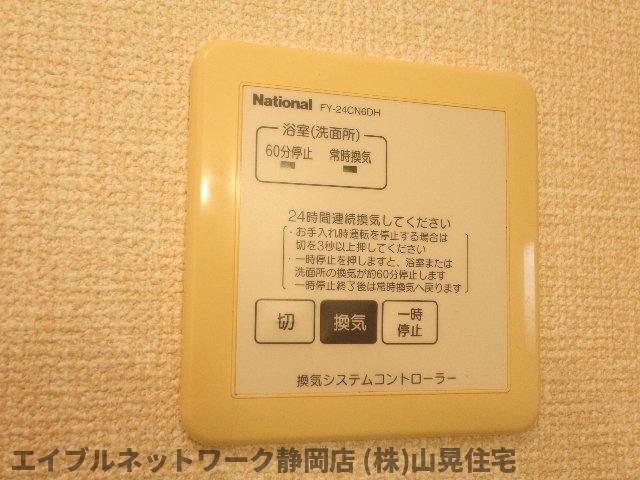 National FY-24CN6DH
浴室(洗面所)
60分停止 常時換気
24時間連続換気してください
・お手入れ時運転を停止する場合は
切を3秒以上押してください
・一時停止を押しますと、浴室または
洗面所の換気が約60分停止します
一時停止終了後は常時換気へ戻ります
切 換気 一時
停止
換気システムコントローラー
エイブルネットワーク静岡店 (株)山晃住宅